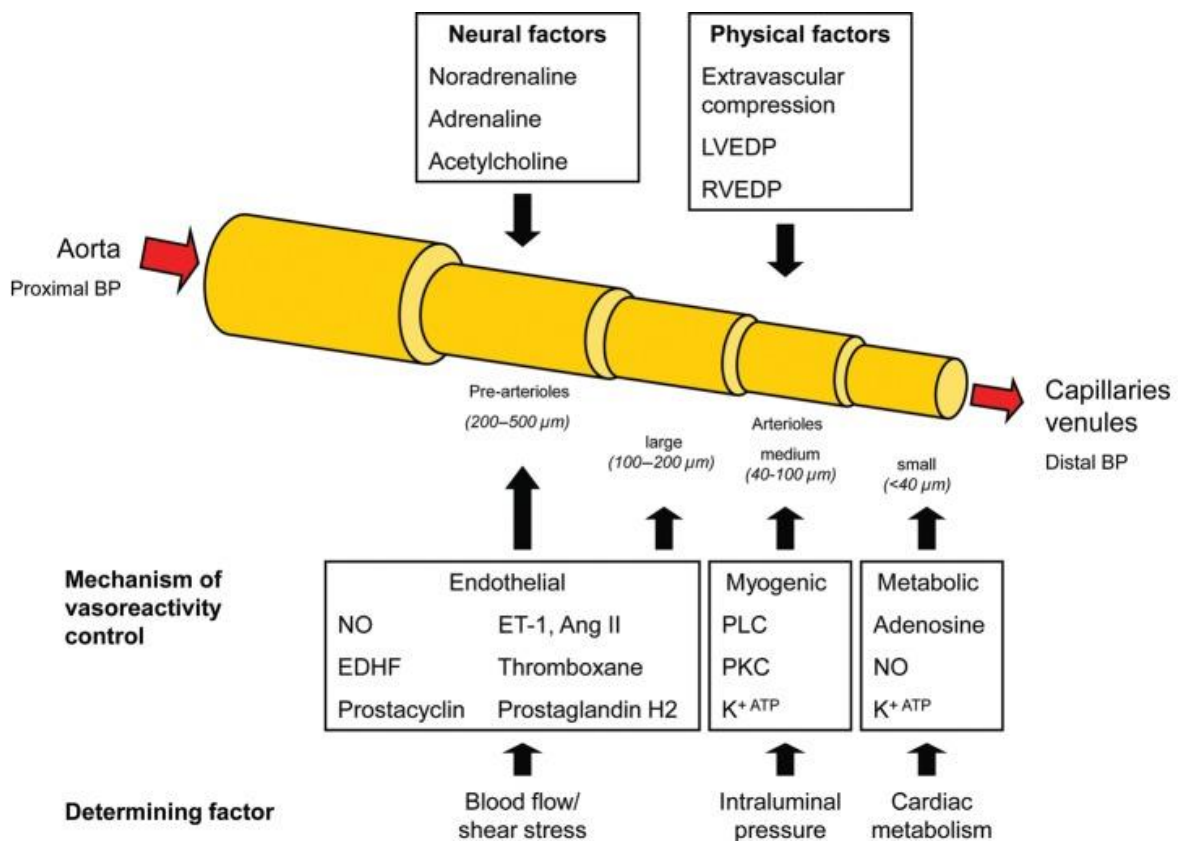 Neural factors
Noradrenaline
Adrenaline
Acetylcholine
Physical factors
Extravascular
compression
LVEDP
RVEDP
Aorta
Proximal BP
Pre-arterioles
(200–500 µm)
large
(100–200 µm)
Arterioles
medium
(40-100 µm)
small
(<40 µm)
Capillaries
venules
Distal BP
Mechanism of
vasoreactivity
control
Endothelial
NO
ET-1, Ang II
EDHF
Thromboxane
Prostacyclin
Prostaglandin H2
Myogenic
PLC
PKC
K+ ATP
Metabolic
Adenosine
NO
K+ ATP
Determining factor
Blood flow/
shear stress
Intraluminal
pressure
Cardiac
metabolism